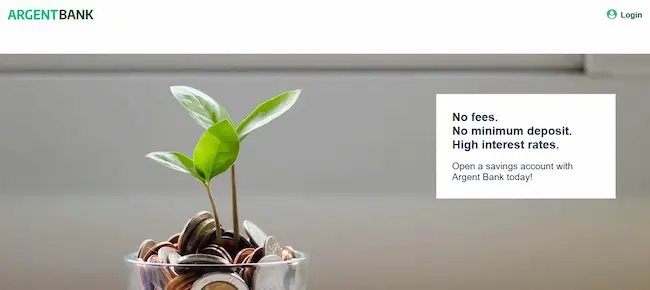 ARGENTBANK
Login
No fees.
No minimum deposit.
High interest rates.
Open a savings account with
Argent Bank today!